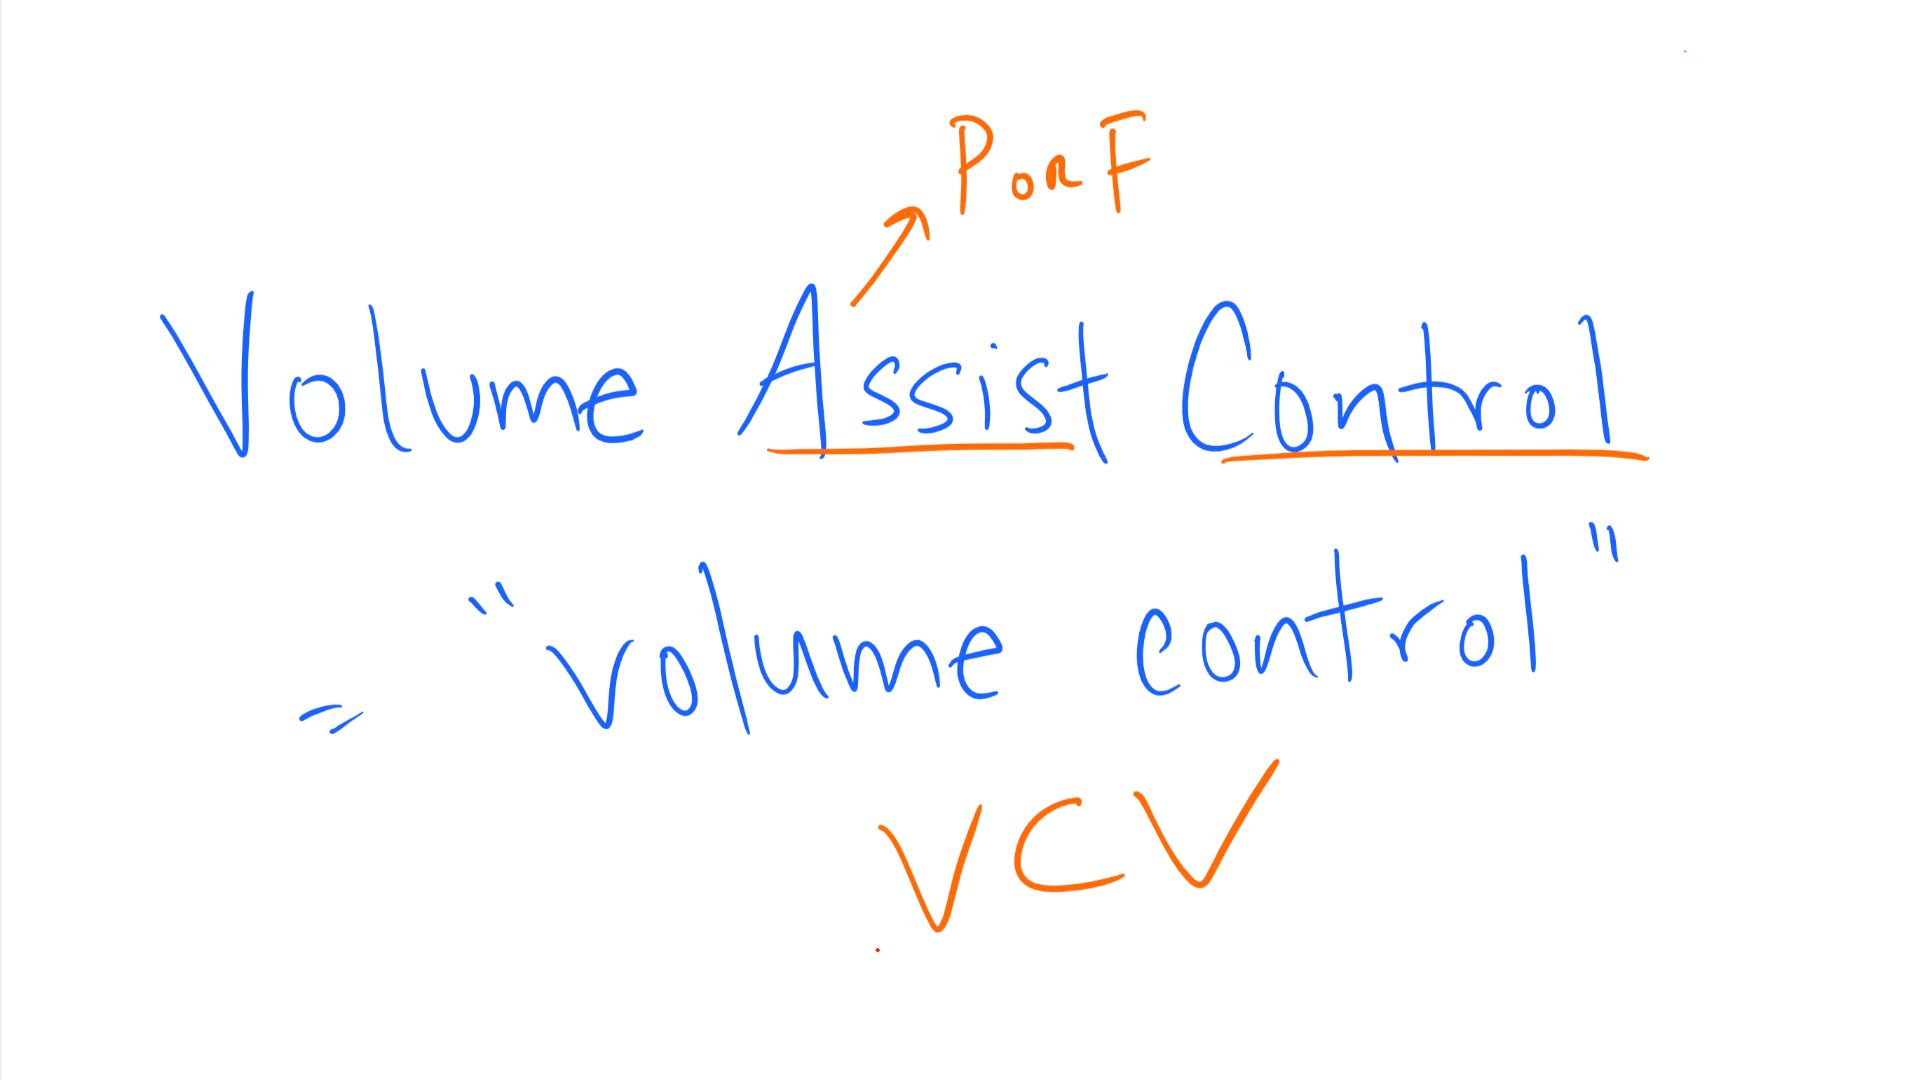 P or F
Volume Assist Control
= "volume control"
VCV